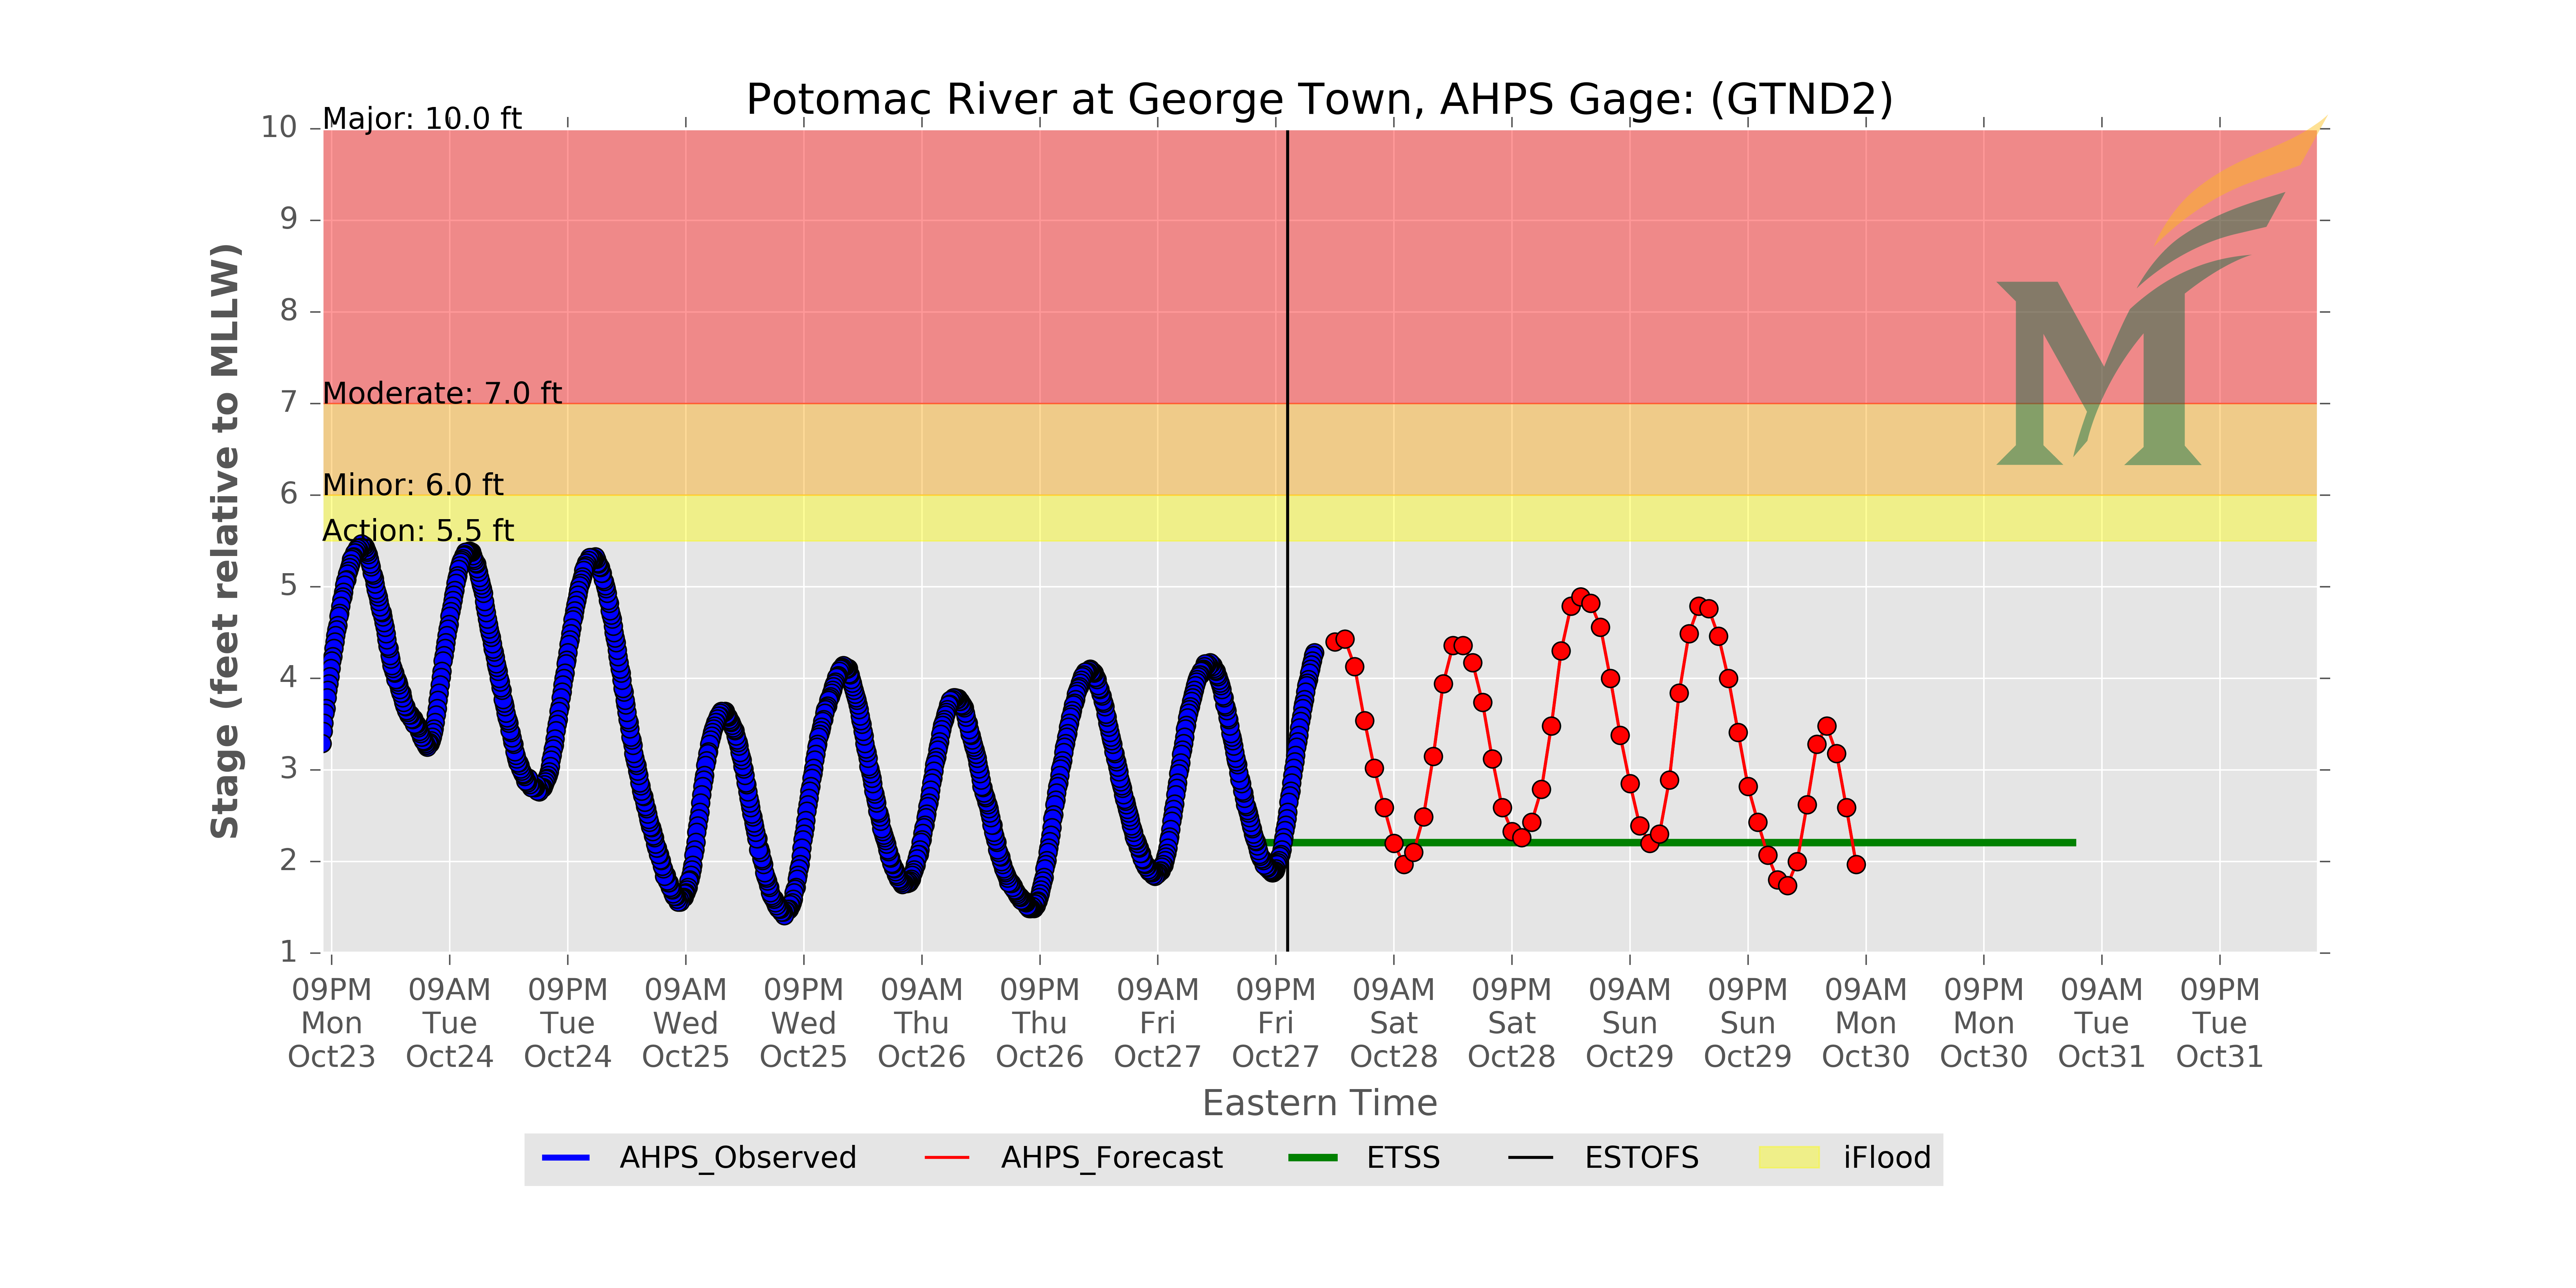 Potomac River at George Town, AHPS Gage: (GTND2)
Major: 10.0 ft
Moderate: 7.0 ft
Minor: 6.0 ft
Action: 5.5 ft
Stage (feet relative to MLLW)
10
9
8
7
6
5
4
3
2
1
09PM 09AM 09PM 09AM 09PM 09AM 09PM 09AM 09PM 09AM 09PM 09AM 09PM 09AM 09PM 09AM 09PM
Mon Tue Tue Wed Wed Thu Thu Fri Fri Sat Sat Sun Sun Mon Mon Tue Tue
Oct23 Oct24 Oct24 Oct25 Oct25 Oct26 Oct26 Oct27 Oct27 Oct28 Oct28 Oct29 Oct29 Oct30 Oct30 Oct31 Oct31
Eastern Time
AHPS_Observed AHPS_Forecast ETSS ESTOFS iFlood
M